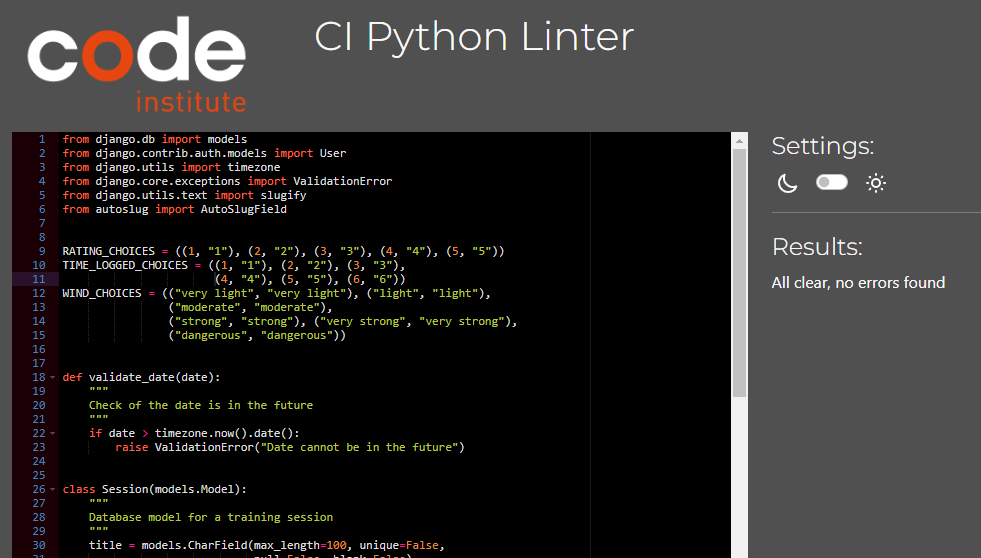 code
institute
CI Python Linter
1 from django.db import models
2 from django.contrib.auth.models import User
3 from django.utils import timezone
4 from django.core.exceptions import ValidationError
5 from django.utils.text import slugify
6 from autoslug import AutoSlugField
7
8
9 RATING_CHOICES = ((1, "1"), (2, "2"), (3, "3"), (4, "4"), (5, "5"))
10 TIME_LOGGED_CHOICES = ((1, "1"), (2, "2"), (3, "3"),
11 (4, "4"), (5, "5"), (6, "6"))
12 WIND_CHOICES = (("very light", "very light"), ("light", "light"),
13 ("moderate", "moderate"),
14 ("strong", "strong"), ("very strong", "very strong"),
15 ("dangerous", "dangerous"))
16
17
18 def validate_date(date):
19 """
20 Check of the date is in the future
21 """
22 if date > timezone.now().date():
23 raise ValidationError("Date cannot be in the future")
24
25
26 class Session(models.Model):
27 """
28 Database model for a training session
29 """
30 title = models.CharField(max_length=100, unique=False,
31 null=False, blank=False)
Settings:
Results:
All clear, no errors found